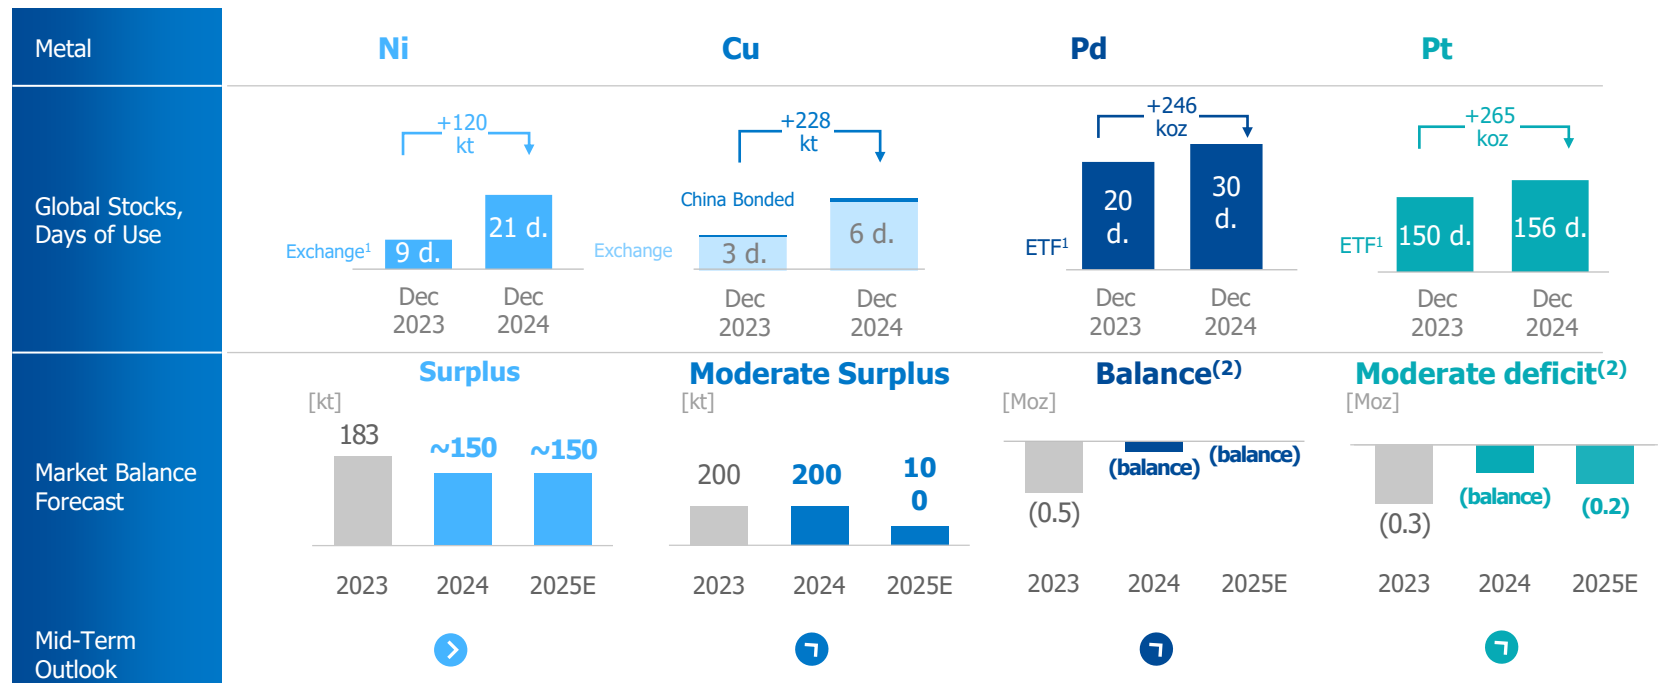 Metal
Ni
Cu
Pd
Pt
Global Stocks,
Days of Use
+120
kt
Exchange¹
9 d.
21 d.
Dec
2023
Dec
2024
+228
kt
China Bonded
Exchange
3 d.
6 d.
Dec
2023
Dec
2024
+246
koz
ETF¹
20
d.
30
d.
Dec
2023
Dec
2024
+265
koz
ETF¹
150 d.
156 d.
Dec
2023
Dec
2024
Market Balance
Forecast
Surplus
[kt]
183
~150
~150
2023
2024
2025E
Moderate Surplus
[kt]
200
200
10
0
2023
2024
2025E
Balance(2)
[Moz]
(0.5)
(balance)
(balance)
2023
2024
2025E
Moderate deficit(2)
[Moz]
(0.3)
(balance)
(0.2)
2023
2024
2025E
Mid-Term
Outlook